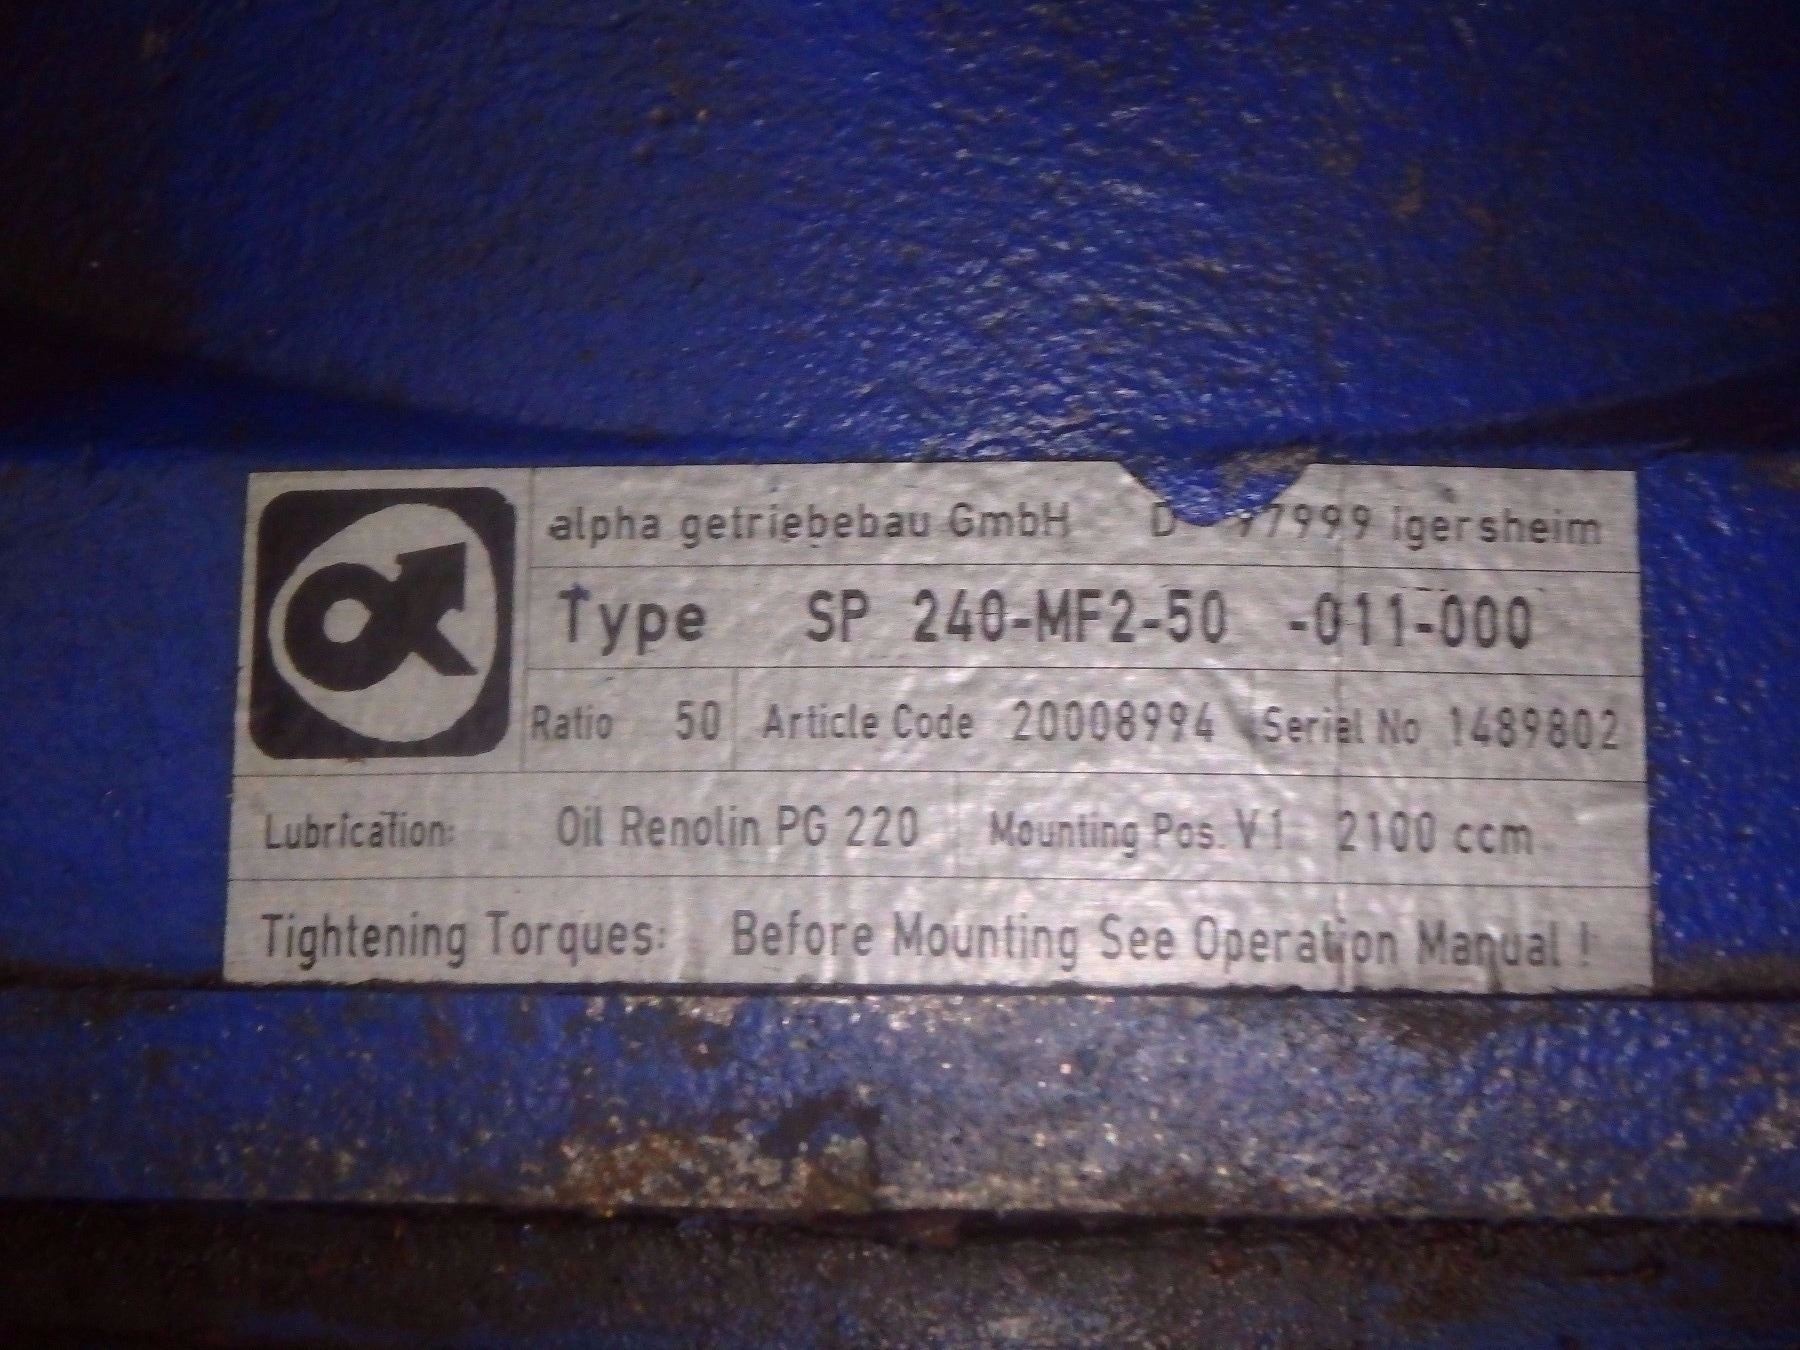 alpha getriebebau GmbH D 97999 Igersheim
Type SP 240-MF2-50 -011-000
Ratio 50 Article Code 20008994 Serial No 1489802
Lubrication: Oil Renolin PG 220 Mounting Pos. V1 2100 ccm
Tightening Torques: Before Mounting See Operation Manual !